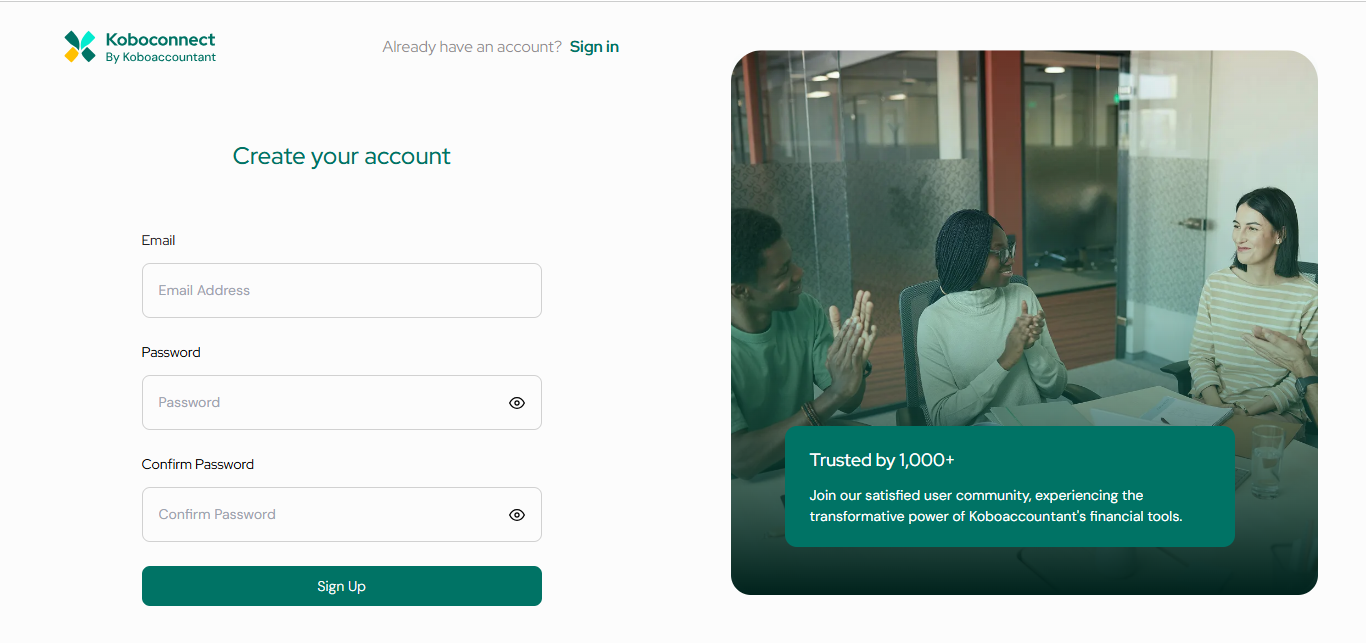 Koboconnect
By Koboaccountant
Already have an account? Sign in
Create your account
Email
Email Address
Password
Password
Confirm Password
Confirm Password
Sign Up
Trusted by 1,000+
Join our satisfied user community, experiencing the
transformative power of Koboaccountant's financial tools.